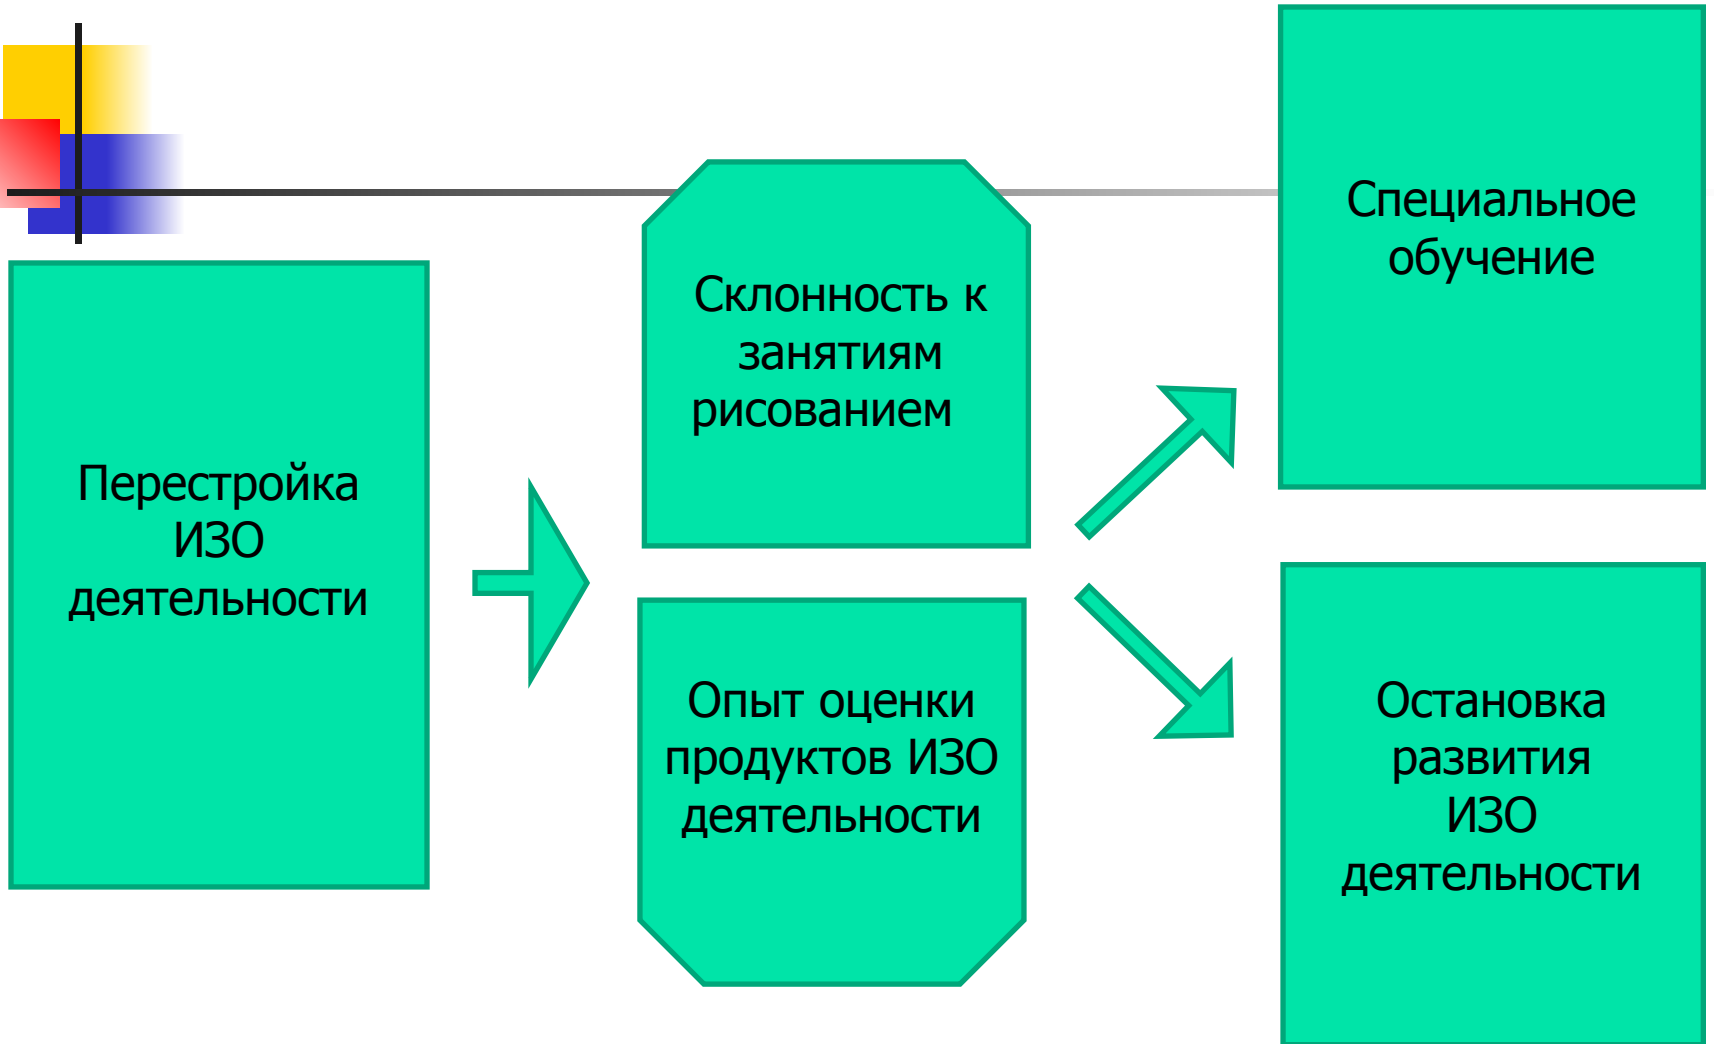 Перестройка
ИЗО
деятельности
Склонность к
занятиям
рисованием
Опыт оценки
продуктов ИЗО
деятельности
Специальное
обучение
Остановка
развития
ИЗО
деятельности